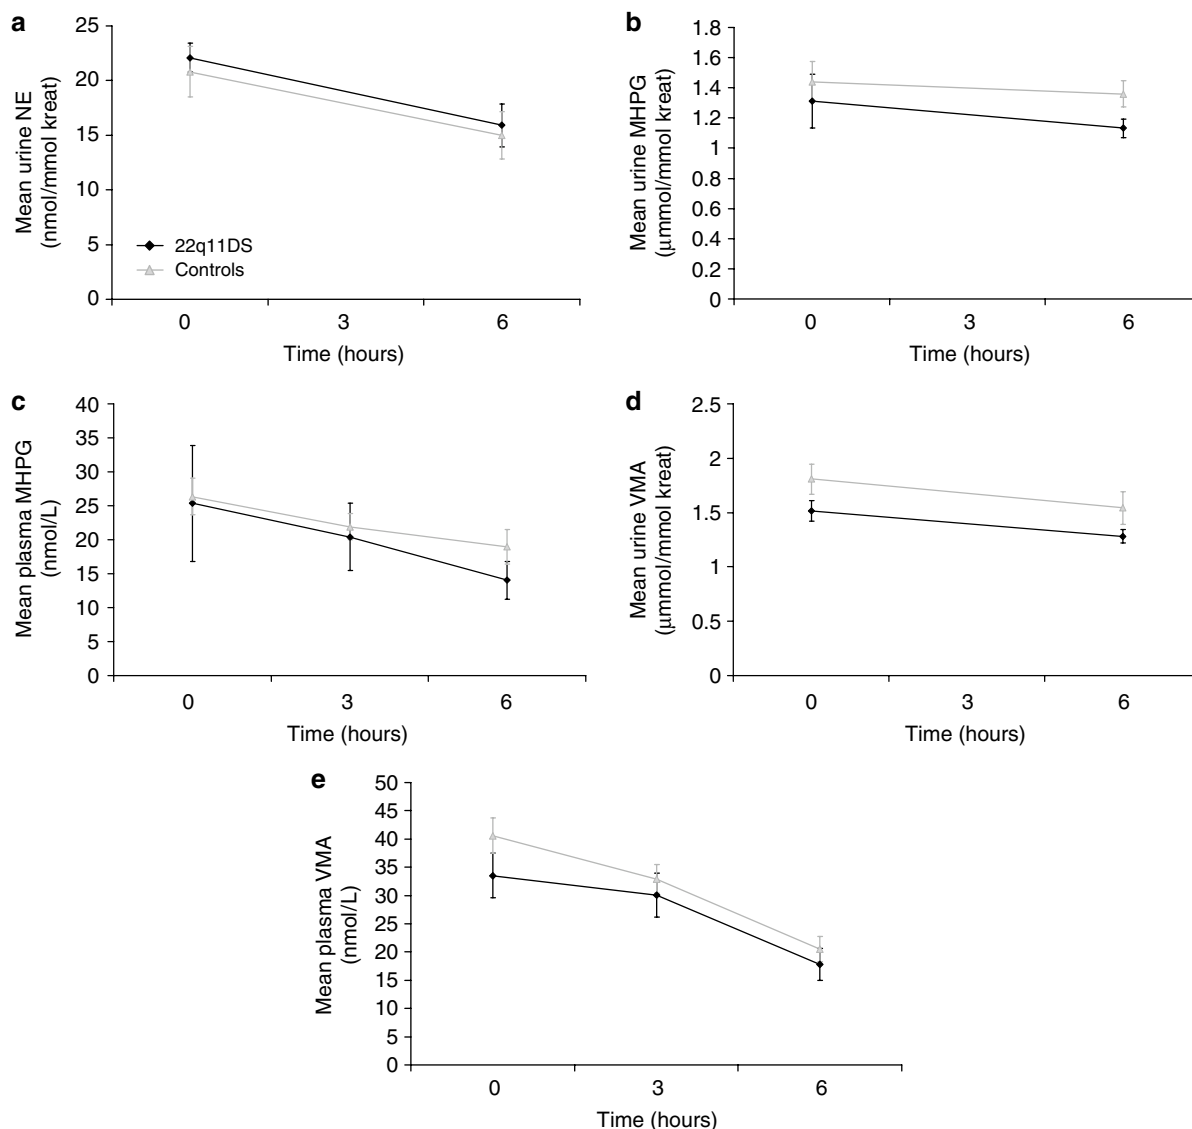 a
25
20
15
10
5
0
Mean urine NE
(nmol/mmol kreat)
22q11DS
Controls
0 3 6
Time (hours)
b
1.8
1.6
1.4
1.2
1
0.8
0.6
0.4
0.2
0
Mean urine MHPG
(μmmol/mmol kreat)
0 3 6
Time (hours)
c
40
35
30
25
20
15
10
5
0
Mean plasma MHPG
(nmol/L)
0 3 6
Time (hours)
d
2.5
2
1.5
1
0.5
0
Mean urine VMA
(μmmol/mmol kreat)
0 3 6
Time (hours)
e
50
45
40
35
30
25
20
15
10
5
0
Mean plasma VMA
(nmol/L)
0 3 6
Time (hours)